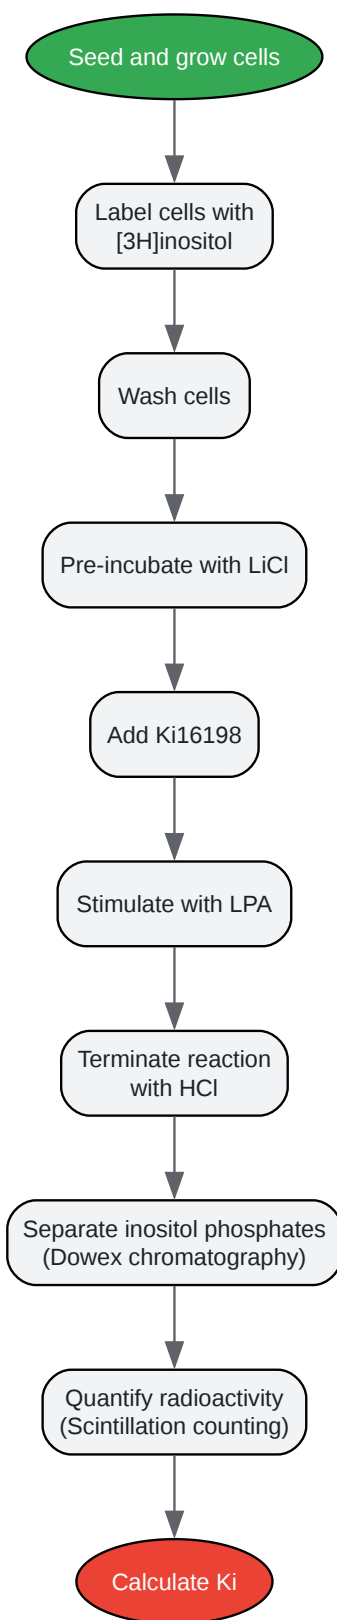 Seed and grow cells
Label cells with
[3H]inositol
Wash cells
Pre-incubate with LiCl
Add Ki16198
Stimulate with LPA
Terminate reaction
with HCl
Separate inositol phosphates
(Dowex chromatography)
Quantify radioactivity
(Scintillation counting)
Calculate Ki